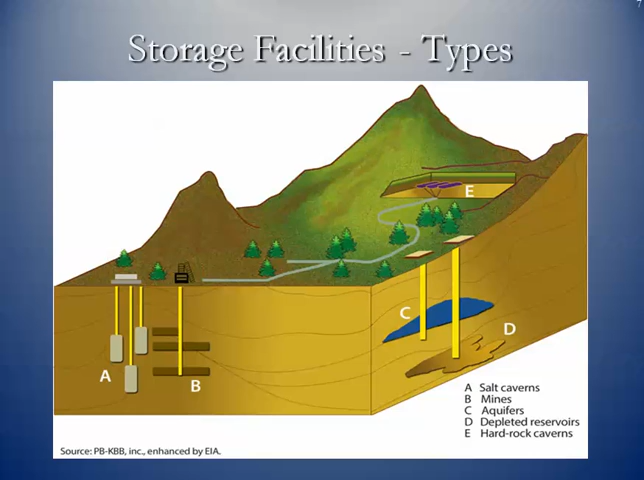 7
Storage Facilities - Types
E
C
D
A
B
A Salt caverns
B Mines
C Aquifers
D Depleted reservoirs
E Hard-rock caverns
Source: PB-KBB, inc., enhanced by EIA.